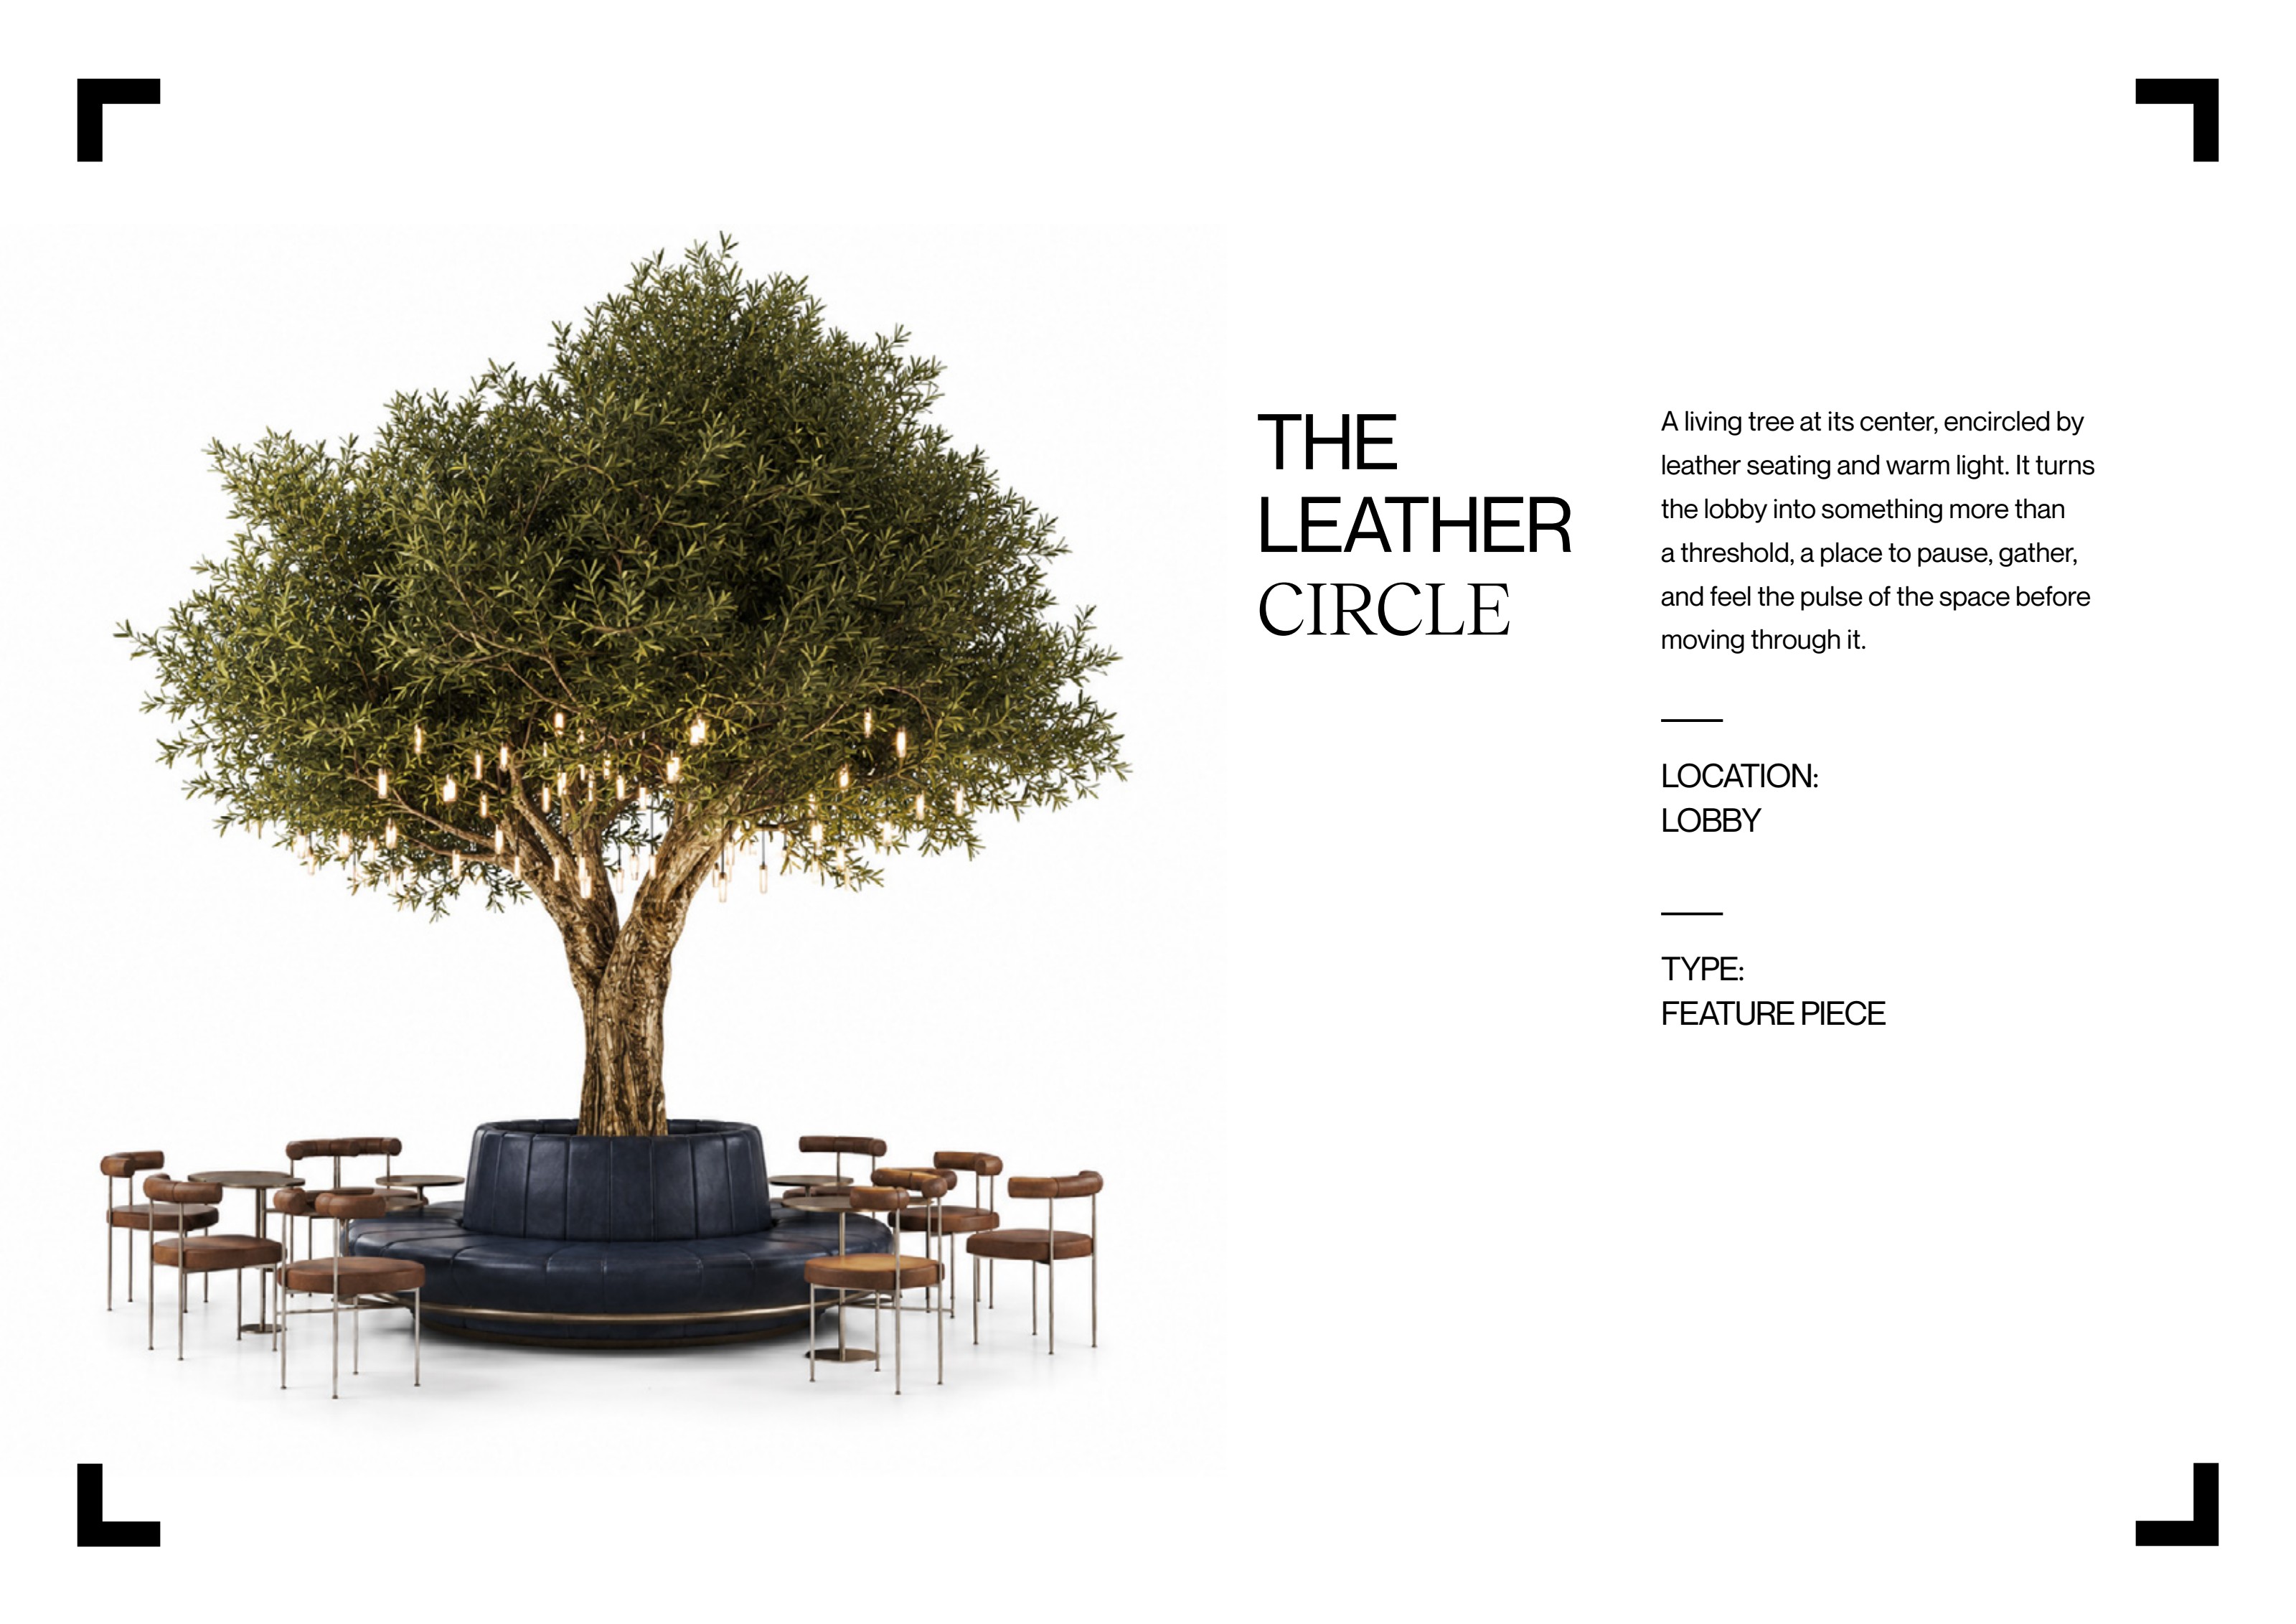 THE
LEATHER
CIRCLE
A living tree at its center, encircled by
leather seating and warm light. It turns
the lobby into something more than
a threshold, a place to pause, gather,
and feel the pulse of the space before
moving through it.
LOCATION:
LOBBY
TYPE:
FEATURE PIECE